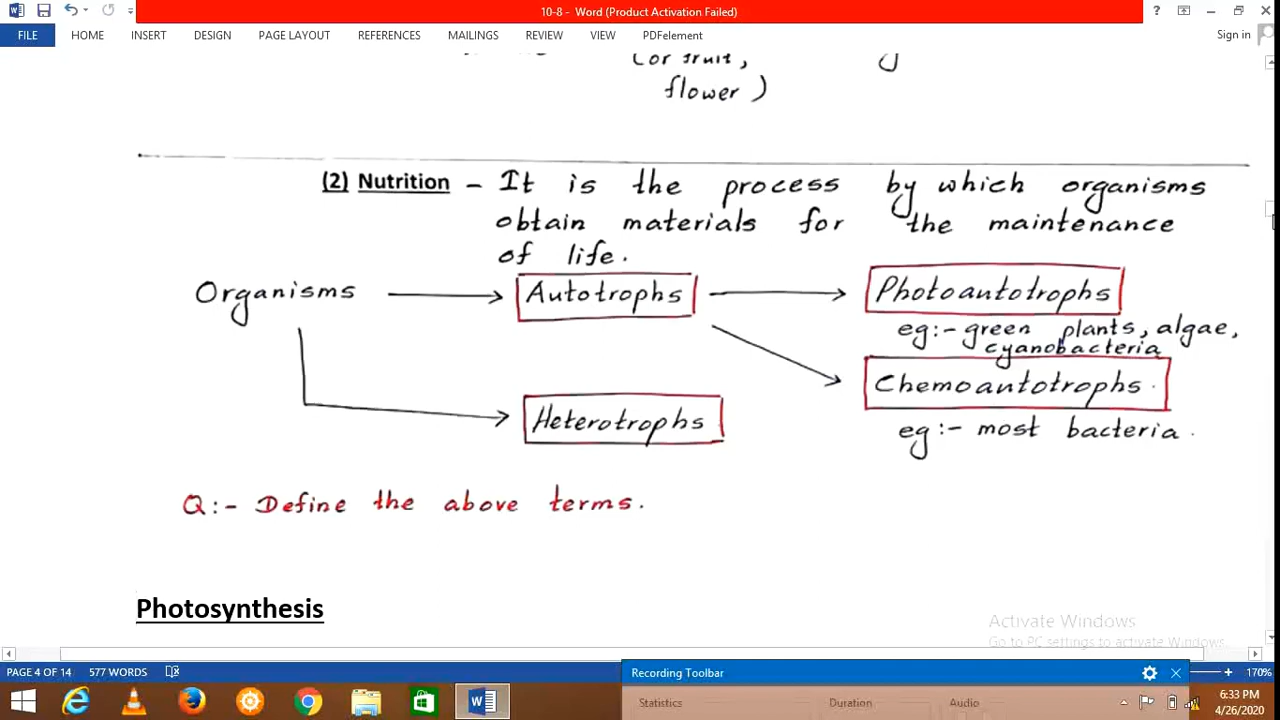 10-8 - Word (Product Activation Failed)
FILE HOME INSERT DESIGN PAGE LAYOUT REFERENCES MAILINGS REVIEW VIEW PDFelement Sign in
(or fruit,
flower )
(2) Nutrition - It is the process by which organisms
obtain materials for the maintenance
of life.
Organisms Autotrophs Photoautotrophs
eg:- green plants, algae,
cyanobacteria
Chemoautotrophs.
eg:- most bacteria.
Heterotrophs
Q:- Define the above terms.
Photosynthesis
Activate Windows
Go to PC settings to activate Windows.
PAGE 4 OF 14 577 WORDS 170%
Recording Toolbar
Statistics Duration Audio
6:33 PM
4/26/2020